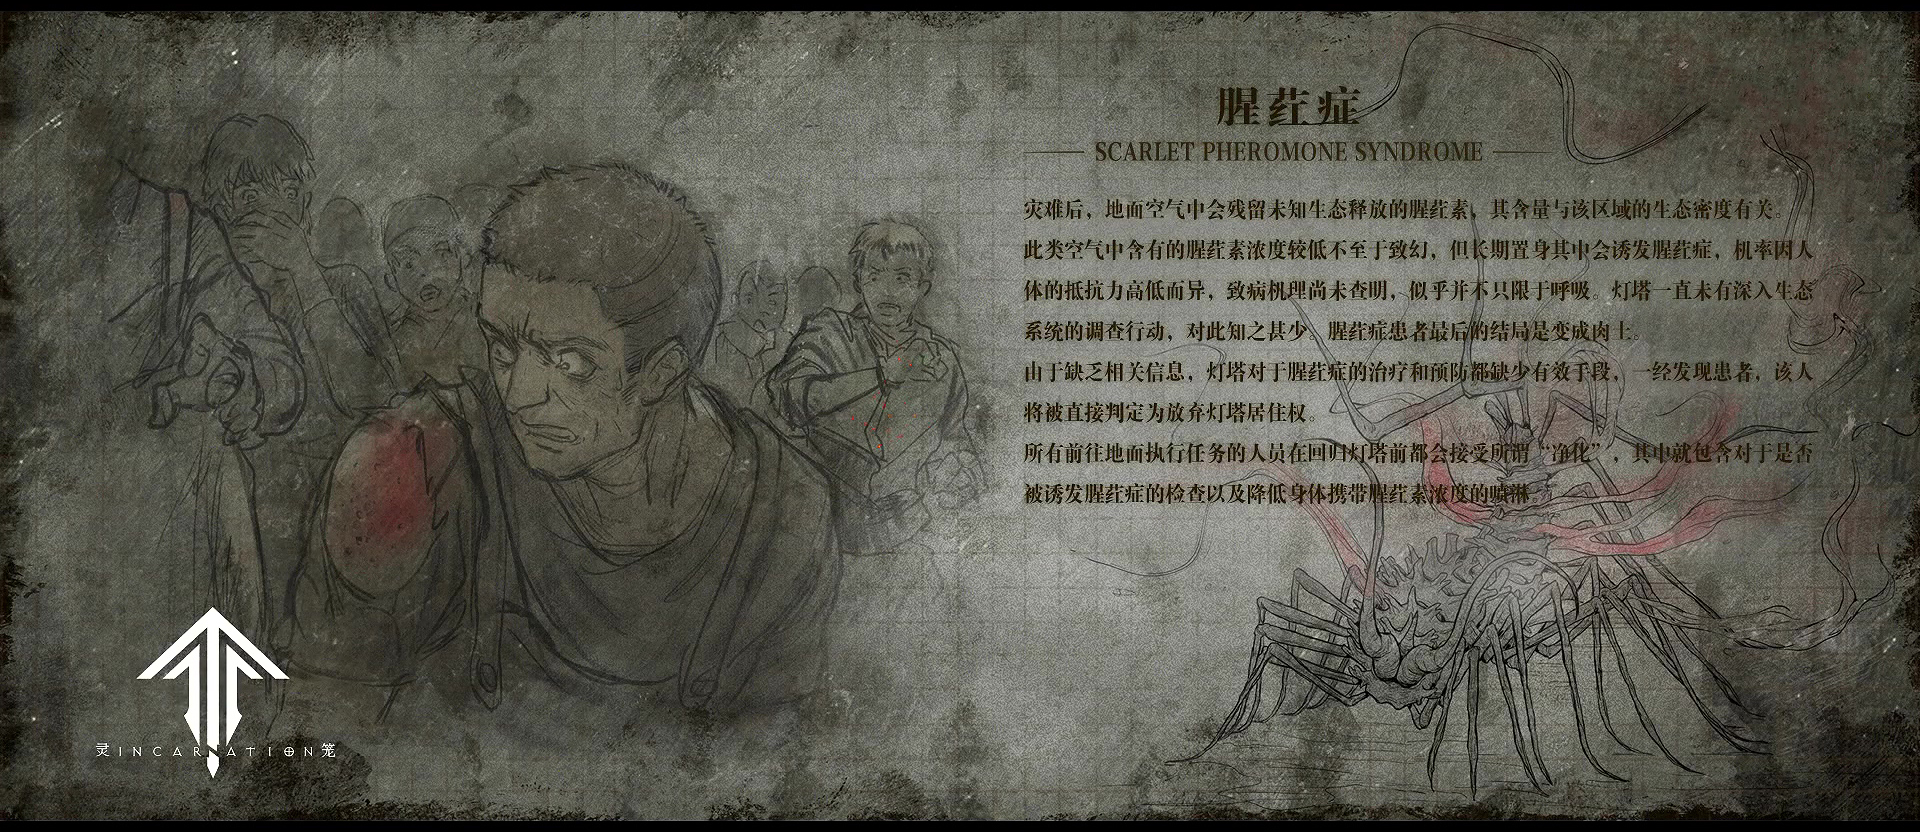 腥荭症
SCARLET PHEROMONE SYNDROME
灾难后，地面空气中会残留未知生态释放的腥荭素，其含量与该区域的生态密度有关。
此类空气中含有的腥荭素浓度较低不至于致幻，但长期置身其中会诱发腥荭症，机率因人
体的抵抗力高低而异，致病机理尚未查明，似乎并不只限于呼吸。灯塔一直未有深入生态
系统的调查行动，对此知之甚少。腥荭症患者最后的结局是变成肉土。
由于缺乏相关信息，灯塔对于腥荭症的治疗和预防都缺少有效手段，一经发现患者，该人
将被直接判定为放弃灯塔居住权。
所有前往地面执行任务的人员在回归灯塔前都会接受所谓“净化”，其中就包含对于是否
被诱发腥荭症的检查以及降低身体携带腥荭素浓度的喷淋。
灵INCARNATION笼